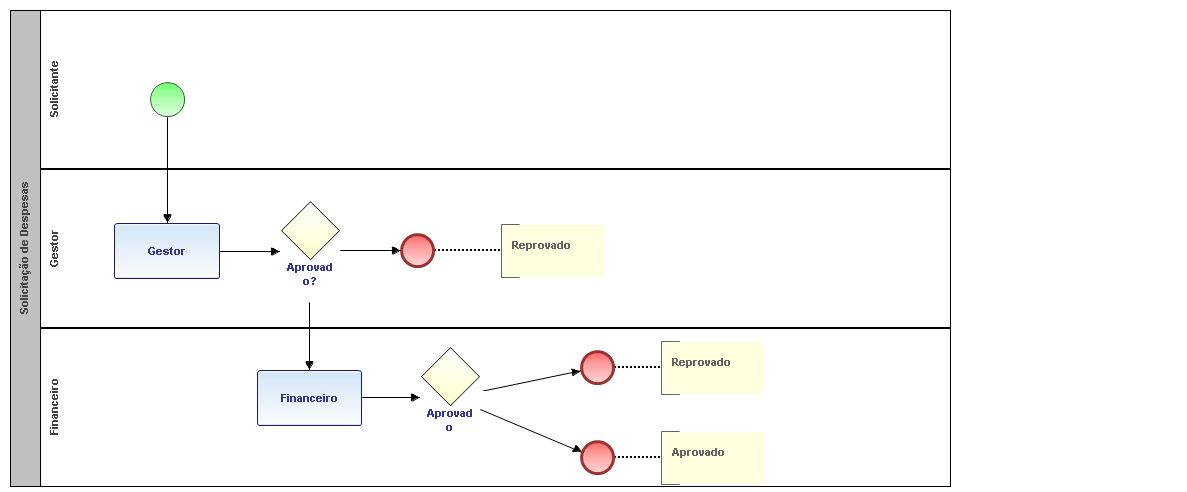 Solicitação de Despesas
Solicitante
Gestor
Gestor
Aprovad
o?
Reprovado
Financeiro
Financeiro
Aprovad
o
Reprovado
Aprovado